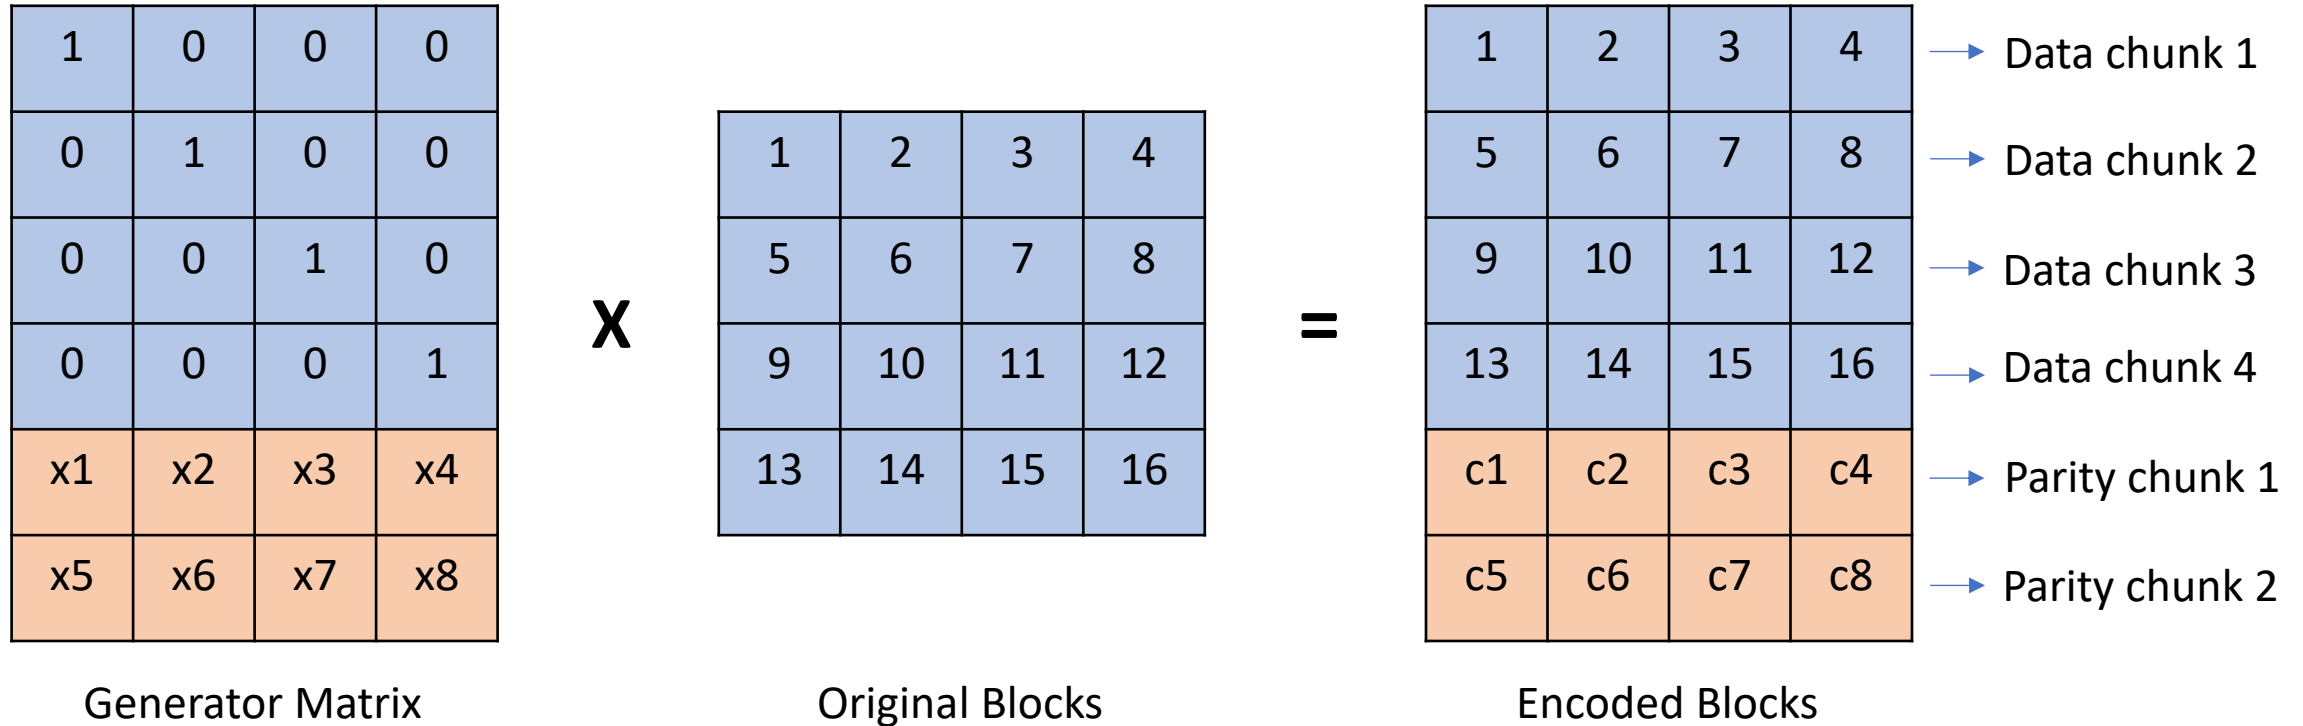 1 0 0 0
0 1 0 0
0 0 1 0
0 0 0 1
x1 x2 x3 x4
x5 x6 x7 x8
Generator Matrix
X
1 2 3 4
5 6 7 8
9 10 11 12
13 14 15 16
Original Blocks
=
1 2 3 4 Data chunk 1
5 6 7 8 Data chunk 2
9 10 11 12 Data chunk 3
13 14 15 16 Data chunk 4
c1 c2 c3 c4 Parity chunk 1
c5 c6 c7 c8 Parity chunk 2
Encoded Blocks